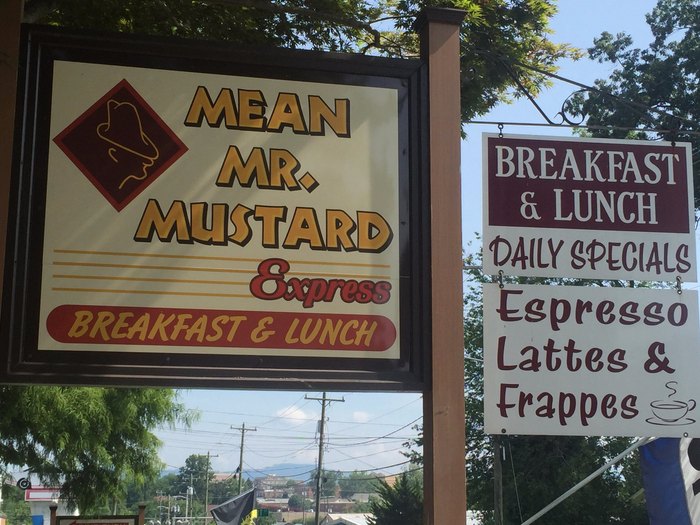 MEAN
MR.
MUSTARD
Express
BREAKFAST & LUNCH
BREAKFAST
& LUNCH
DAILY SPECIALS
Espresso
Lattes &
Frappes